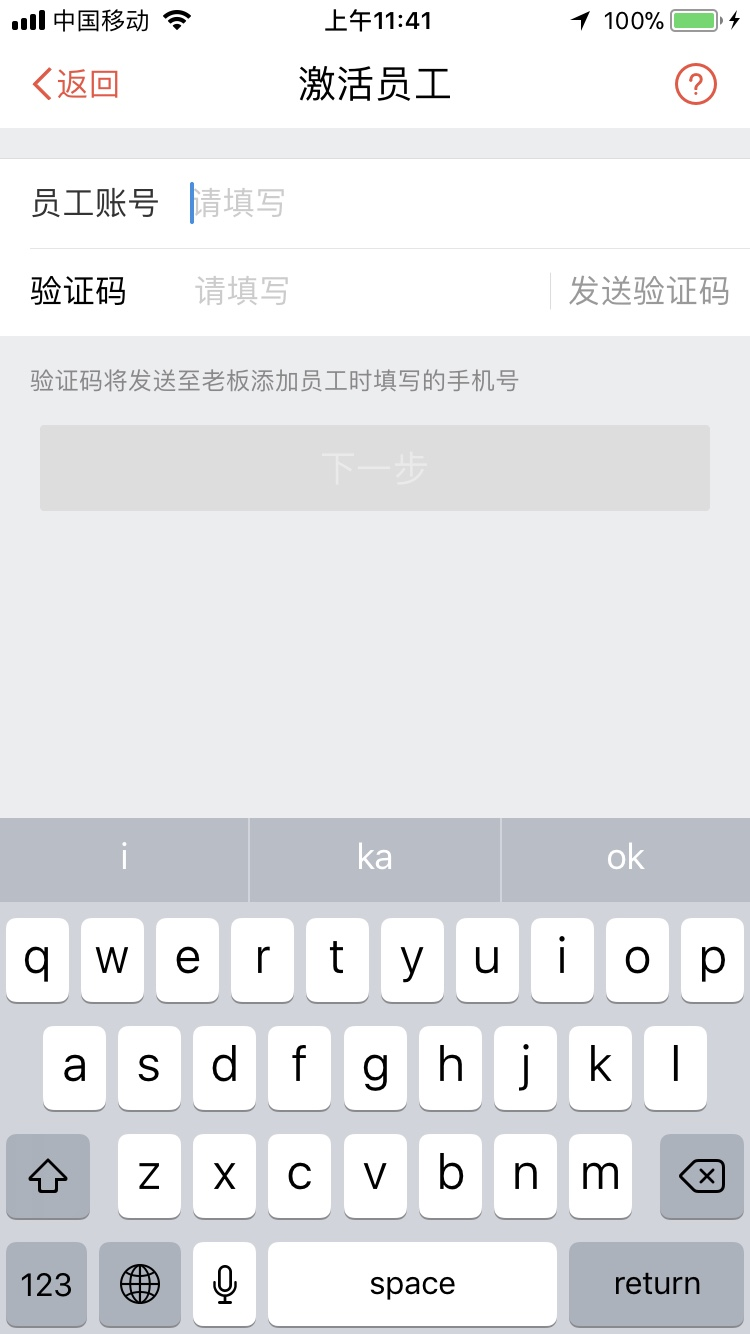 中国移动 上午11:41 100%
返回 激活员工 ?
员工账号 请填写
验证码 请填写 发送验证码
验证码将发送至老板添加员工时填写的手机号
下一步
i ka ok
q w e r t y u i o p
a s d f g h j k l
z x c v b n m
123 space return